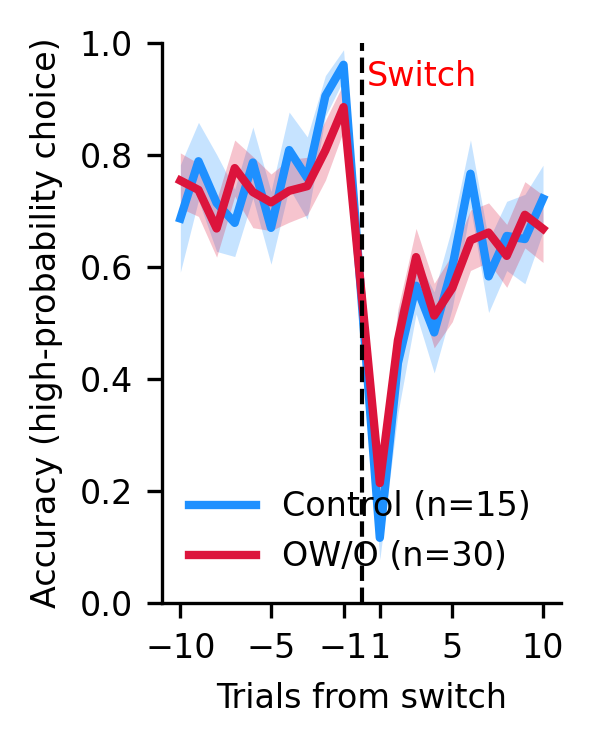 Accuracy (high-probability choice)
1.0
0.8
0.6
0.4
0.2
0.0
Switch
Control (n=15)
OW/O (n=30)
−10 −5 −1 1 5 10
Trials from switch